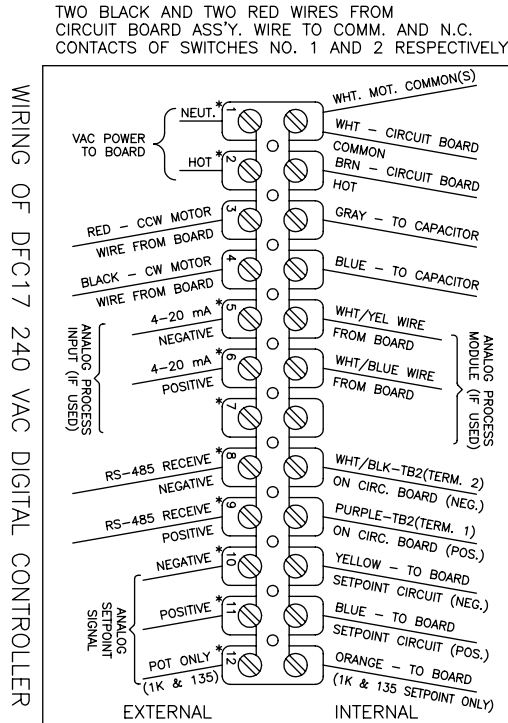 TWO BLACK AND TWO RED WIRES FROM
CIRCUIT BOARD ASS'Y. WIRE TO COMM. AND N.C.
CONTACTS OF SWITCHES NO. 1 AND 2 RESPECTIVELY
WIRING OF DFC17 240 VAC DIGITAL CONTROLLER
VAC POWER
TO BOARD
NEUT.*
1
WHT. MOT. COMMON(S)
WHT - CIRCUIT BOARD
COMMON
HOT*
2
BRN - CIRCUIT BOARD
HOT
RED - CCW MOTOR
WIRE FROM BOARD
3
GRAY - TO CAPACITOR
BLACK - CW MOTOR
WIRE FROM BOARD
4
BLUE - TO CAPACITOR
ANALOG PROCESS
INPUT (IF USED)
4-20 mA*
NEGATIVE
5
WHT/YEL WIRE
FROM BOARD
4-20 mA*
POSITIVE
6
WHT/BLUE WIRE
FROM BOARD
*
7
ANALOG PROCESS
MODULE (IF USED)
RS-485 RECEIVE*
NEGATIVE
8
WHT/BLK-TB2(TERM. 2)
ON CIRC. BOARD (NEG.)
RS-485 RECEIVE*
POSITIVE
9
PURPLE-TB2(TERM. 1)
ON CIRC. BOARD (POS.)
ANALOG
SETPOINT
SIGNAL
NEGATIVE*
10
YELLOW - TO BOARD
SETPOINT CIRCUIT (NEG.)
POSITIVE*
11
BLUE - TO BOARD
SETPOINT CIRCUIT (POS.)
POT ONLY*
(1K & 135)
12
ORANGE - TO BOARD
(1K & 135 SETPOINT ONLY)
EXTERNAL
INTERNAL